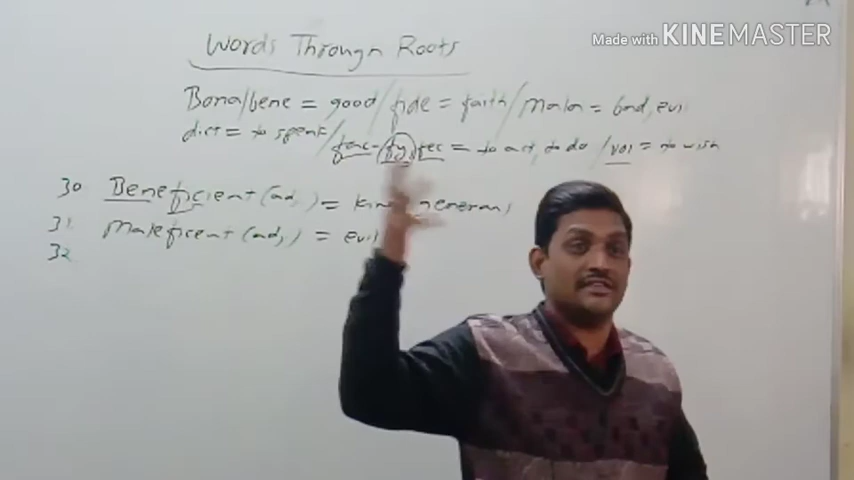 Made with KINEMASTER
Words Through Roots
Bona/bene = good/fide = faith/mala = bad, evil
dict = to speak/fac-fy, fec = to act, to do /vol = to wish
30 Beneficient (adj) = kind, generous
31 Maleficent (adj) = evil
32